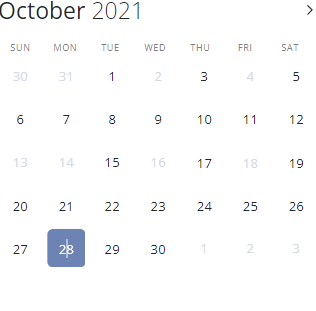 October 2021
SUN MON TUE WED THU FRI SAT
30 31 1 2 3 4 5
6 7 8 9 10 11 12
13 14 15 16 17 18 19
20 21 22 23 24 25 26
27 28 29 30 1 2 3